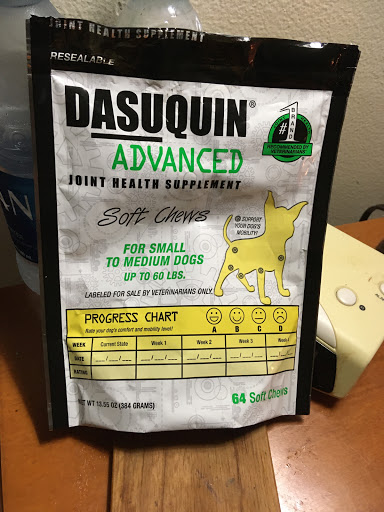 JOINT HEALTH SUPPLEMENT
RESEALABLE
DASUQUIN®
ADVANCED
JOINT HEALTH SUPPLEMENT
#1
BRAND
RECOMMENDED BY
VETERINARIANS
Soft Chews
SUPPORT
YOUR DOG'S
MOBILITY!
FOR SMALL
TO MEDIUM DOGS
UP TO 60 LBS.
LABELED FOR SALE BY VETERINARIANS ONLY.
PROGRESS CHART
Rate your dog's comfort and mobility level!
A B C D
WEEK Current State Week 1 Week 2 Week 3 Week
DATE
RATING
NET WT 13.55 OZ (384 GRAMS)
64 Soft Chews